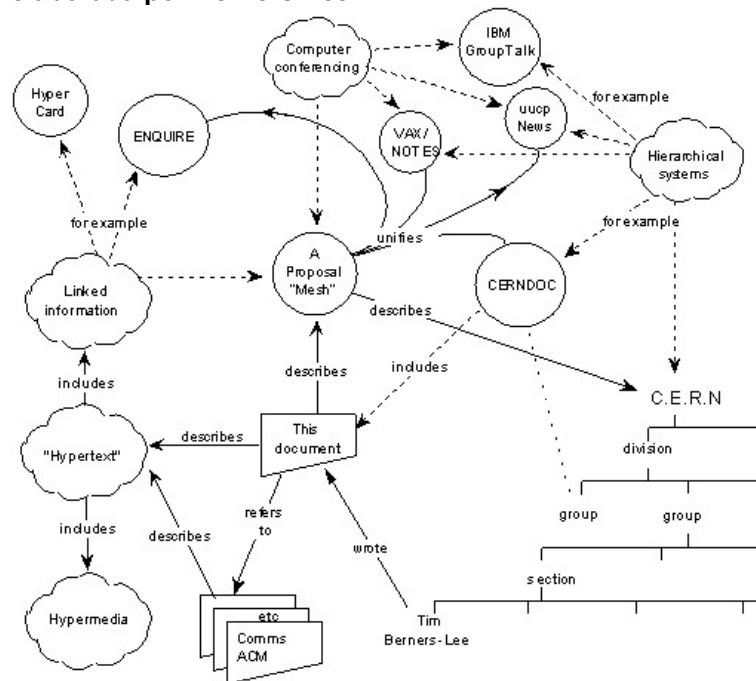 IBM
GroupTalk
Computer
conferencing
Hyper
Card
for example
uucp
News
ENQUIRE
VAX/
NOTES
Hierarchical
systems
for example
for example
unifies
A
Proposal
"Mesh"
CERNDOC
Linked
information
describes
includes
includes
describes
C.E.R.N
This
document
describes
"Hypertext"
division
refers
to
group
group
includes
describes
wrote
section
etc
Hypermedia
Tim
Berners-Lee
Comms
ACM